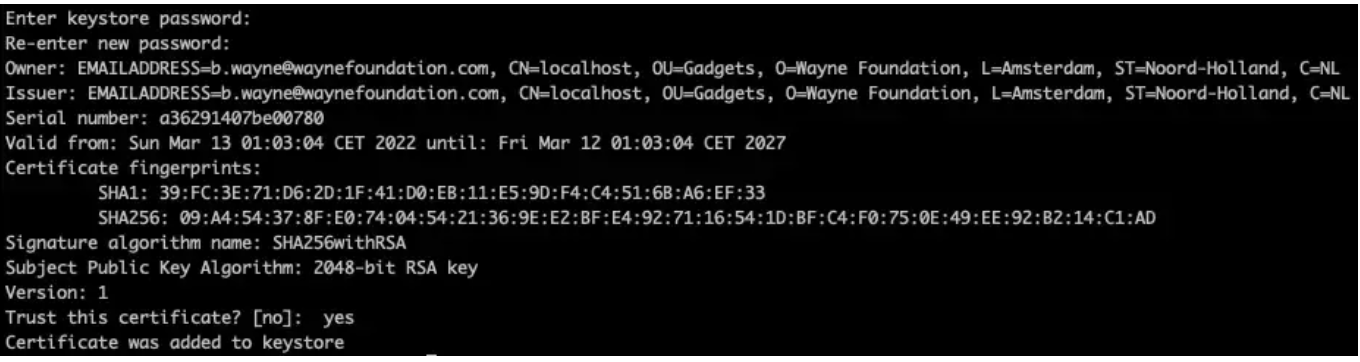 Enter keystore password:
Re-enter new password:
Owner: EMAILADDRESS=b.wayne@waynefoundation.com, CN=localhost, OU=Gadgets, O=Wayne Foundation, L=Amsterdam, ST=Noord-Holland, C=NL
Issuer: EMAILADDRESS=b.wayne@waynefoundation.com, CN=localhost, OU=Gadgets, O=Wayne Foundation, L=Amsterdam, ST=Noord-Holland, C=NL
Serial number: a36291407be00780
Valid from: Sun Mar 13 01:03:04 CET 2022 until: Fri Mar 12 01:03:04 CET 2027
Certificate fingerprints:
SHA1: 39:FC:3E:71:D6:2D:1F:41:D0:EB:11:E5:9D:F4:C4:51:6B:A6:EF:33
SHA256: 09:A4:54:37:8F:E0:74:04:54:21:36:9E:E2:BF:E4:92:71:16:54:1D:BF:C4:F0:75:0E:49:EE:92:B2:14:C1:AD
Signature algorithm name: SHA256withRSA
Subject Public Key Algorithm: 2048-bit RSA key
Version: 1
Trust this certificate? [no]:  yes
Certificate was added to keystore